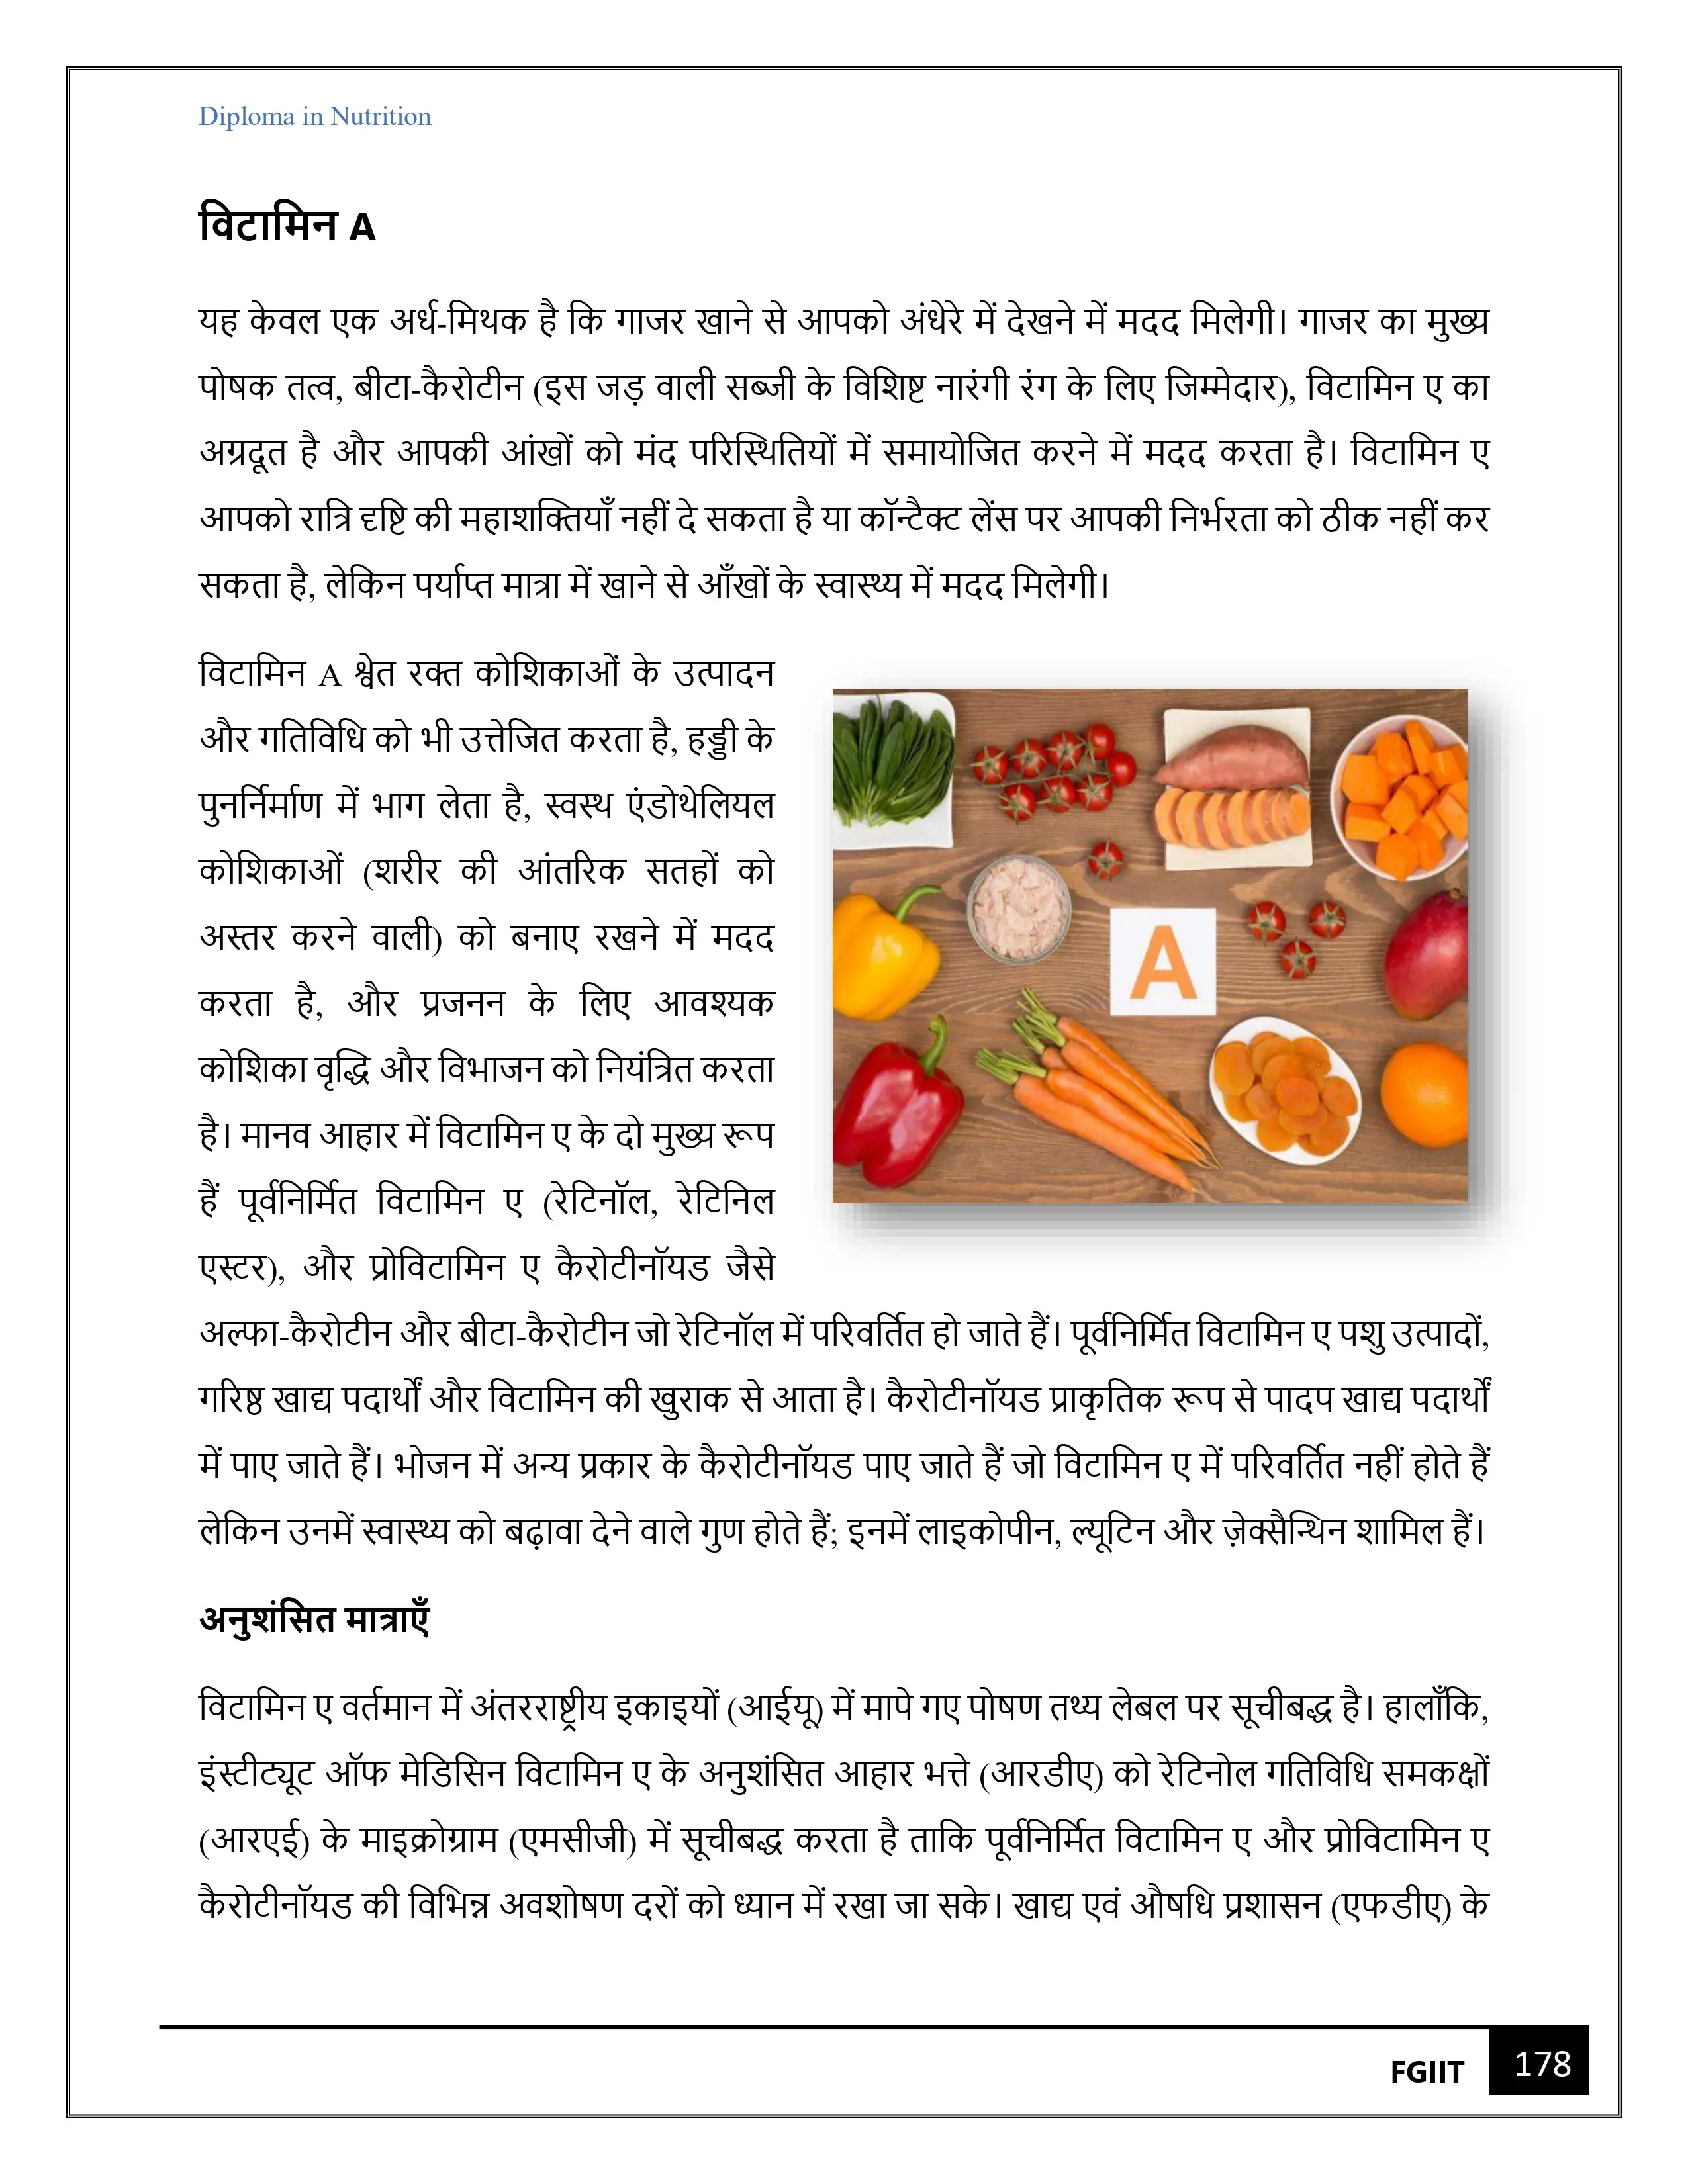 Diploma in Nutrition
विटामिन A
यह केवल एक अर्ध-मिथक है कि गाजर खाने से आपको अंधेरे में देखने में मदद मिलेगी। गाजर का मुख्य
पोषक तत्व, बीटा-कैरोटीन (इस जड़ वाली सब्जी के विशिष्ट नारंगी रंग के लिए जिम्मेदार), विटामिन ए का
अग्रदूत है और आपकी आंखों को मंद परिस्थितियों में समायोजित करने में मदद करता है। विटामिन ए
आपको रात्रि दृष्टि की महाशक्तियाँ नहीं दे सकता है या कॉन्टैक्ट लेंस पर आपकी निर्भरता को ठीक नहीं कर
सकता है, लेकिन पर्याप्त मात्रा में खाने से आँखों के स्वास्थ्य में मदद मिलेगी।
विटामिन A श्वेत रक्त कोशिकाओं के उत्पादन
और गतिविधि को भी उत्तेजित करता है, हड्डी के
पुनर्निर्माण में भाग लेता है, स्वस्थ एंडोथेलियल
कोशिकाओं (शरीर की आंतरिक सतहों को
अस्तर करने वाली) को बनाए रखने में मदद
करता है, और प्रजनन के लिए आवश्यक
कोशिका वृद्धि और विभाजन को नियंत्रित करता
है। मानव आहार में विटामिन ए के दो मुख्य रूप
हैं पूर्वनिर्मित विटामिन ए (रेटिनॉल, रेटिनिल
एस्टर), और प्रोविटामिन ए कैरोटीनॉयड जैसे
A
अल्फा-कैरोटीन और बीटा-कैरोटीन जो रेटिनॉल में परिवर्तित हो जाते हैं। पूर्वनिर्मित विटामिन ए पशु उत्पादों,
गरिष्ठ खाद्य पदार्थों और विटामिन की खुराक से आता है। कैरोटीनॉयड प्राकृतिक रूप से पादप खाद्य पदार्थों
में पाए जाते हैं। भोजन में अन्य प्रकार के कैरोटीनॉयड पाए जाते हैं जो विटामिन ए में परिवर्तित नहीं होते हैं
लेकिन उनमें स्वास्थ्य को बढ़ावा देने वाले गुण होते हैं; इनमें लाइकोपीन, ल्यूटिन और ज़ेक्सैन्थिन शामिल हैं।
अनुशंसित मात्राएँ
विटामिन ए वर्तमान में अंतरराष्ट्रीय इकाइयों (आईयू) में मापे गए पोषण तथ्य लेबल पर सूचीबद्ध है। हालाँकि,
इंस्टीट्यूट ऑफ मेडिसिन विटामिन ए के अनुशंसित आहार भत्ते (आरडीए) को रेटिनोल गतिविधि समकक्षों
(आरएई) के माइक्रोग्राम (एमसीजी) में सूचीबद्ध करता है ताकि पूर्वनिर्मित विटामिन ए और प्रोविटामिन ए
कैरोटीनॉयड की विभिन्न अवशोषण दरों को ध्यान में रखा जा सके। खाद्य एवं औषधि प्रशासन (एफडीए) के
FGIIT 178